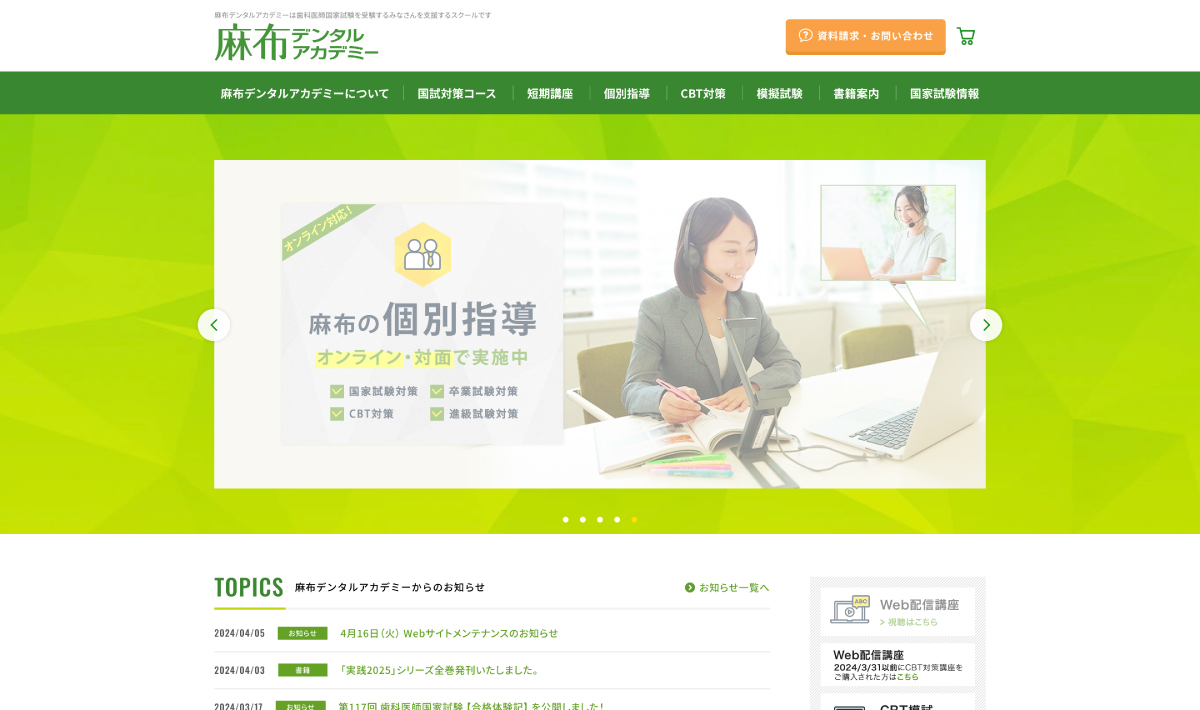 麻布デンタルアカデミーは歯科医師国家試験を受験するみなさんを支援するスクールです
麻布デンタルアカデミー
資料請求・お問い合わせ
麻布デンタルアカデミーについて
国試対策コース
短期講座
個別指導
CBT対策
模擬試験
書籍案内
国家試験情報
オンライン対応!
麻布の個別指導
オンライン・対面で実施中
国家試験対策 卒業試験対策
CBT対策 進級試験対策
TOPICS 麻布デンタルアカデミーからのお知らせ
お知らせ一覧へ
2024/04/05 お知らせ 4月16日(火) Webサイトメンテナンスのお知らせ
2024/04/03 書籍 「実践2025」シリーズ全巻発刊いたしました。
2024/03/17 お知らせ 第117回 歯科医師国家試験【合格体験記】を公開しました!
ABC
Web配信講座
> 視聴はこちら
Web配信講座
2024/3/31以前にCBT対策講座を
ご購入された方はこちら
CBT模試